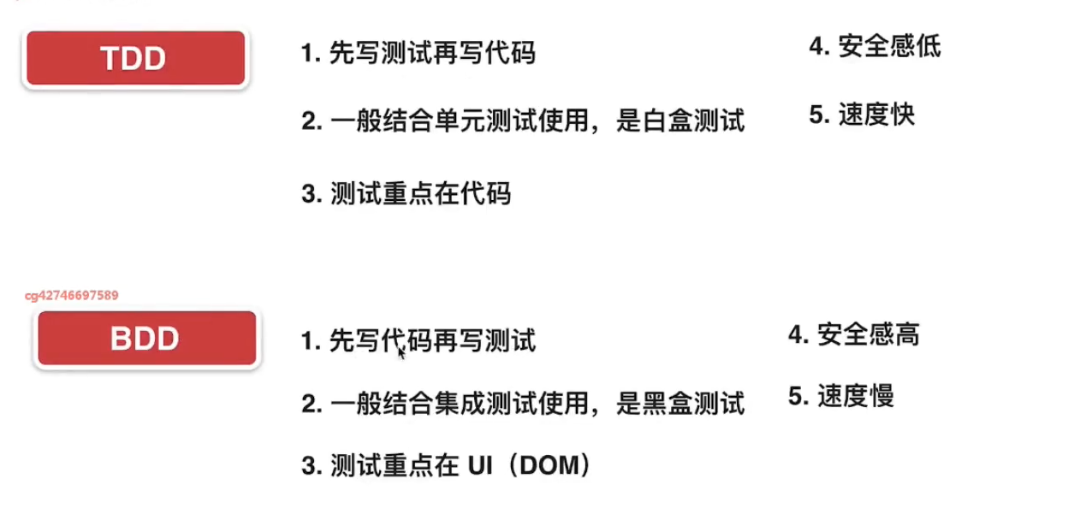 TDD
1. 先写测试再写代码
2. 一般结合单元测试使用，是白盒测试
3. 测试重点在代码
4. 安全感低
5. 速度快
cg42746697589
BDD
1. 先写代码再写测试
2. 一般结合集成测试使用，是黑盒测试
3. 测试重点在 UI（DOM）
4. 安全感高
5. 速度慢